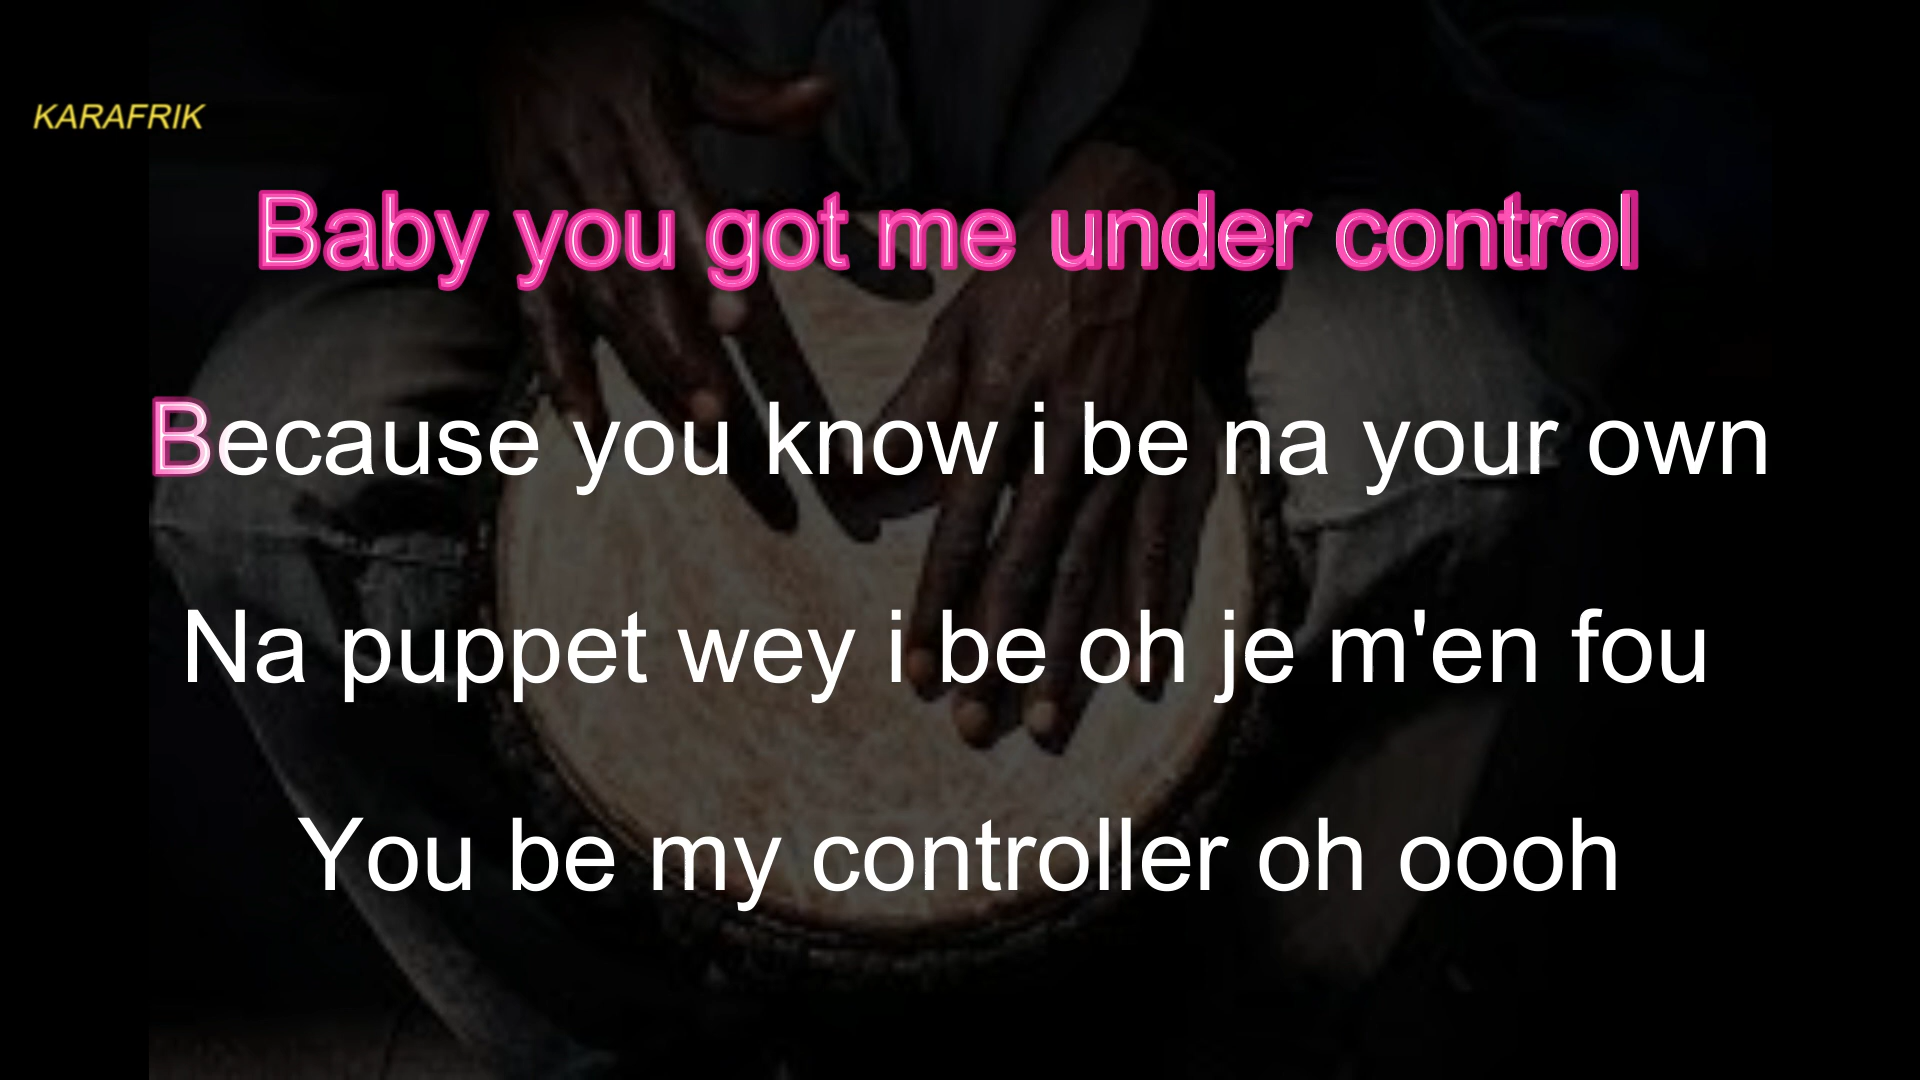 KARAFRIK
Baby you got me under control
Because you know i be na your own
Na puppet wey i be oh je m'en fou
You be my controller oh oooh